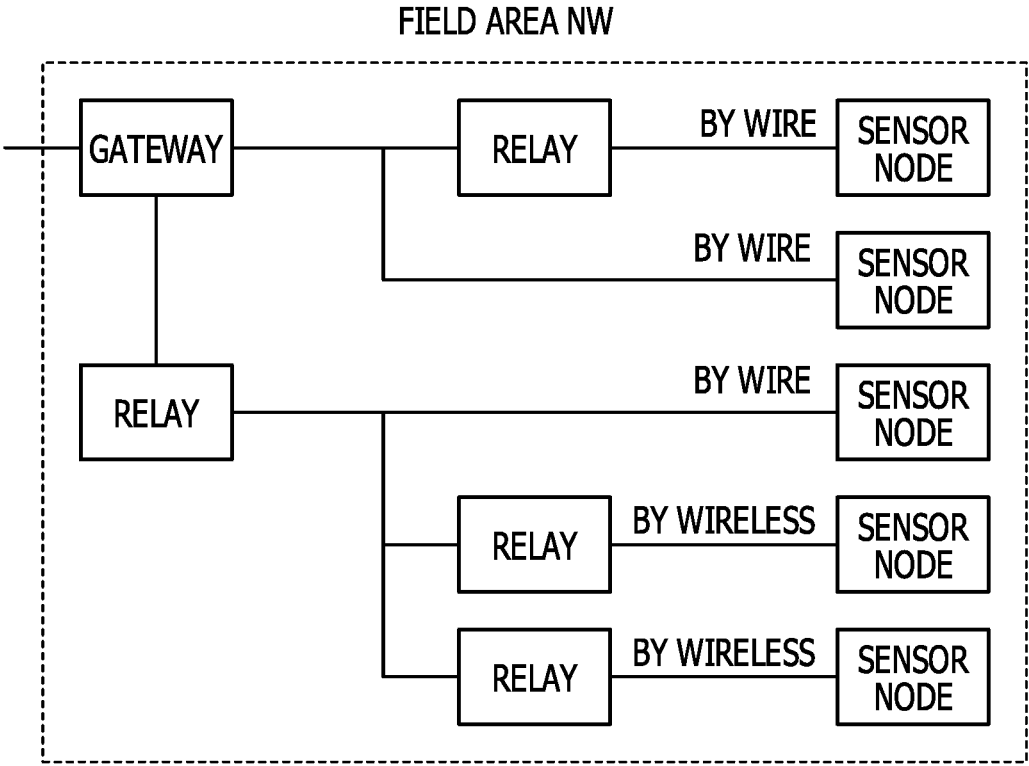 FIELD AREA NW
GATEWAY
RELAY
BY WIRE
SENSOR
NODE
BY WIRE
SENSOR
NODE
RELAY
BY WIRE
SENSOR
NODE
RELAY
BY WIRELESS
SENSOR
NODE
RELAY
BY WIRELESS
SENSOR
NODE